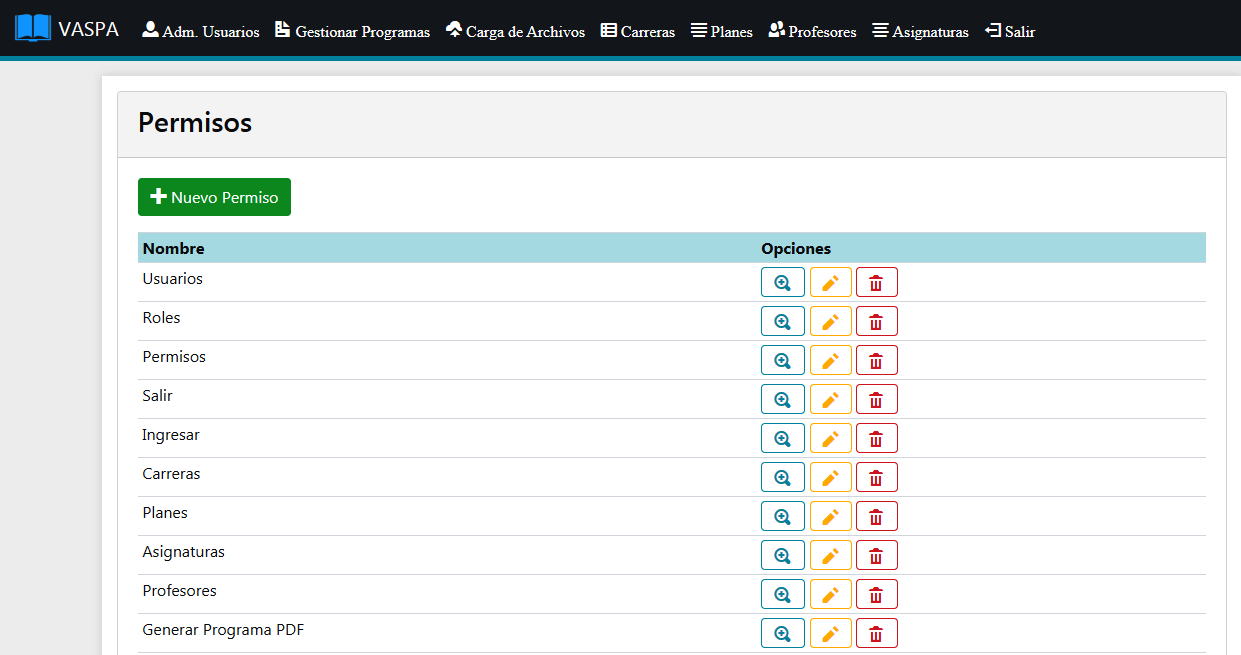 VASPA Adm. Usuarios Gestionar Programas Carga de Archivos Carreras Planes Profesores Asignaturas Salir
Permisos
Nuevo Permiso
Nombre Opciones
Usuarios
Roles
Permisos
Salir
Ingresar
Carreras
Planes
Asignaturas
Profesores
Generar Programa PDF